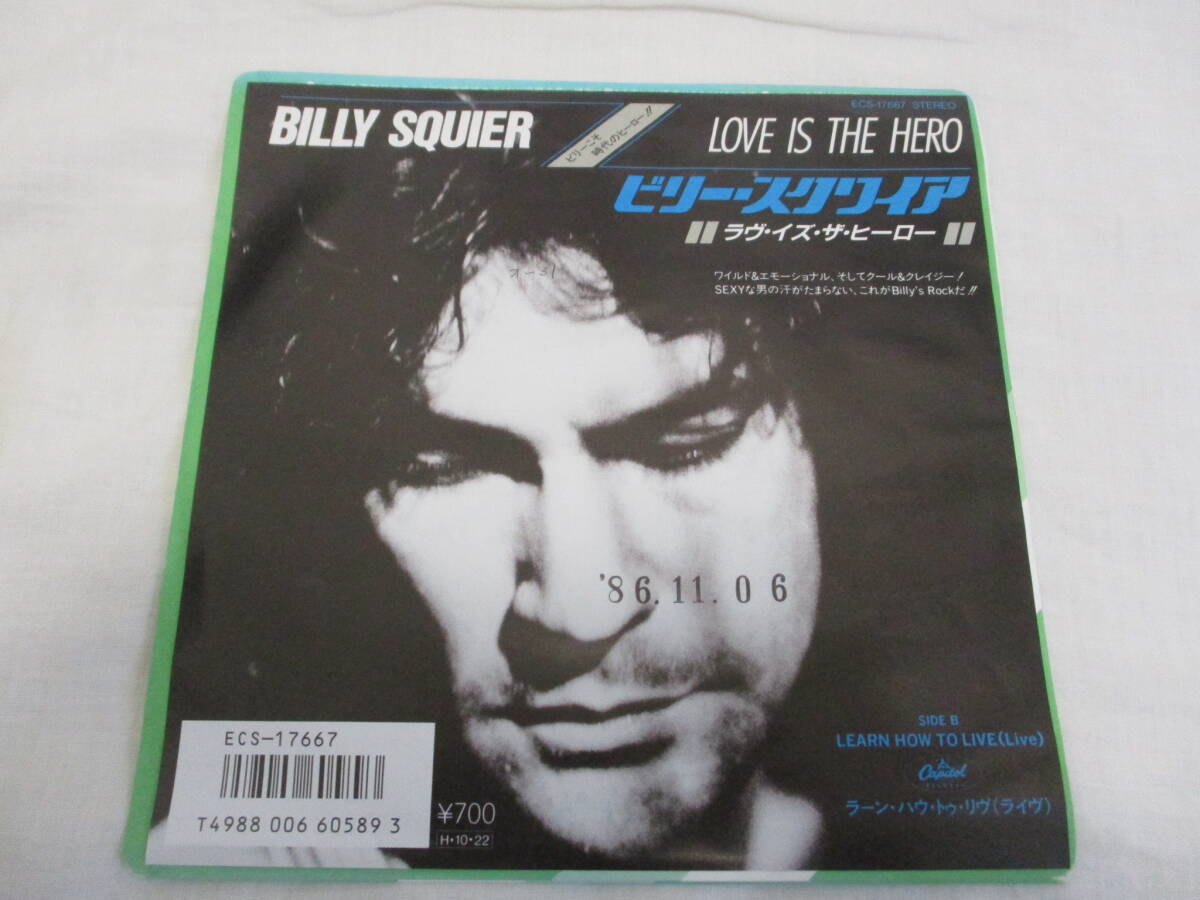 ECS-17667 STEREO
BILLY SQUIER
ビリーこそ
時代のヒーロー!!
LOVE IS THE HERO
ビリー・スクワイア
ラヴ・イズ・ザ・ヒーロー
ワイルド&エモーショナル、そしてクール&クレイジー!
SEXYな男の汗がたまらない、これがBilly's Rockだ!!
オー31
'86.11.06
SIDE B
LEARN HOW TO LIVE(Live)
Capitol
RECORDS
ラーン・ハウ・トゥ・リヴ(ライヴ)
ECS-17667
T4988 006 60589 3
¥700
H・10・22